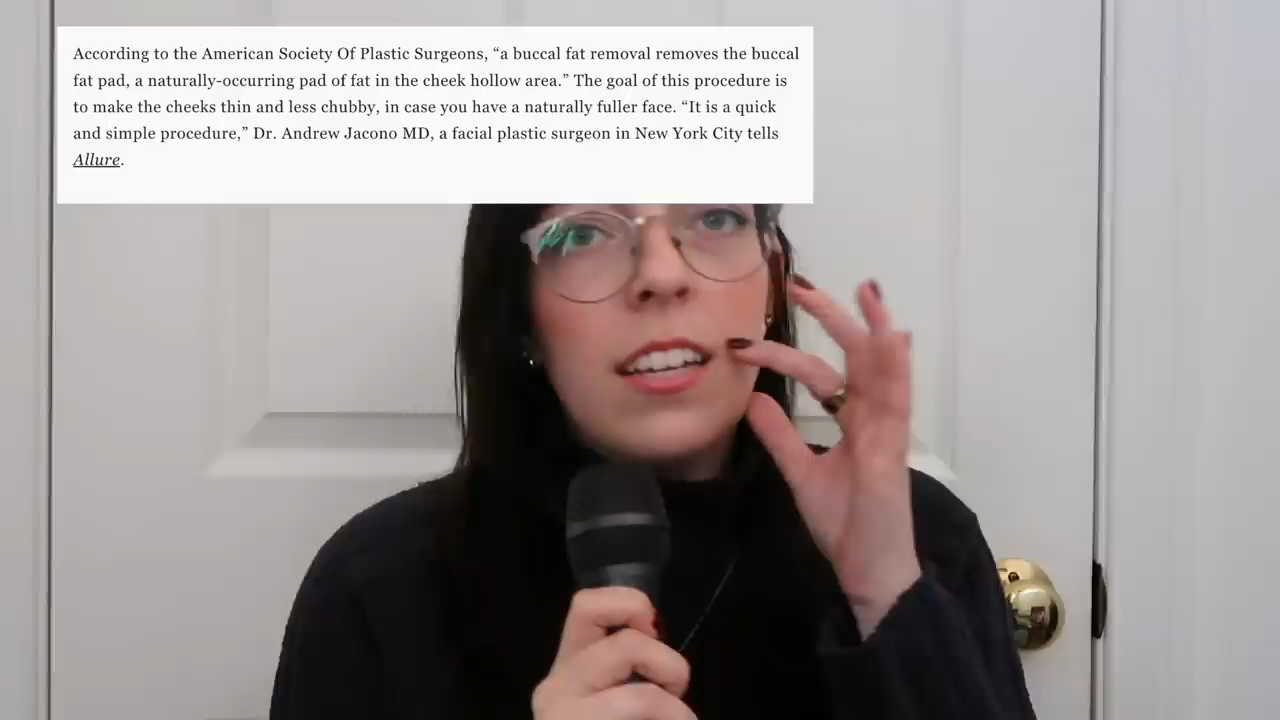 According to the American Society Of Plastic Surgeons, “a buccal fat removal removes the buccal
fat pad, a naturally-occurring pad of fat in the cheek hollow area.” The goal of this procedure is
to make the cheeks thin and less chubby, in case you have a naturally fuller face. “It is a quick
and simple procedure,” Dr. Andrew Jacono MD, a facial plastic surgeon in New York City tells
Allure.